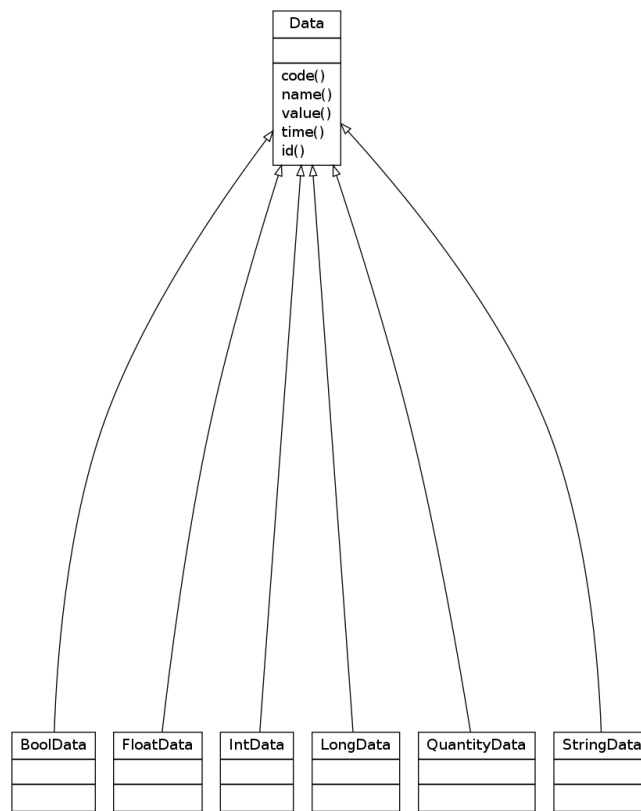 Data
code()
name()
value()
time()
id()
BoolData
FloatData
IntData
LongData
QuantityData
StringData